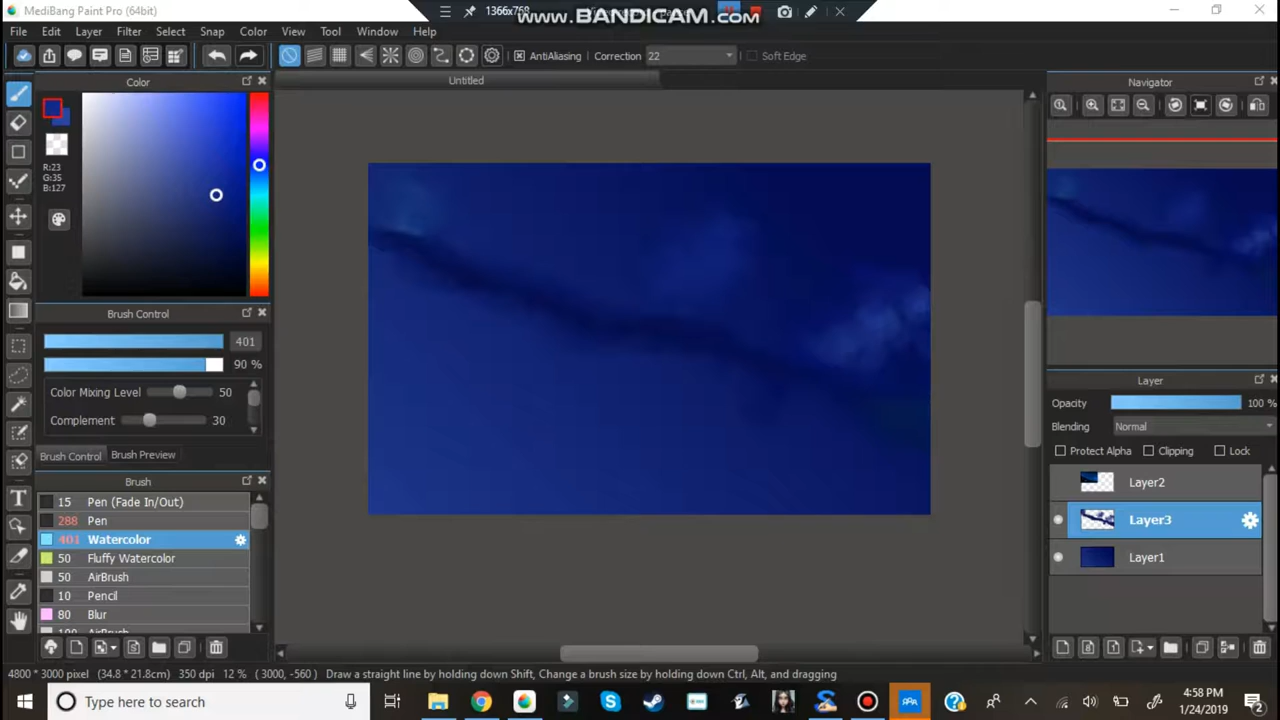 MediBang Paint Pro (64bit)
1366x768
www.BANDICAM.com
File Edit Layer Filter Select Snap Color View Tool Window Help
AntiAliasing Correction 22 Soft Edge
Color
Untitled
Navigator
R:23
G:35
B:127
Brush Control
401
90 %
Color Mixing Level 50
Complement 30
Brush Control Brush Preview
Brush
15 Pen (Fade In/Out)
288 Pen
401 Watercolor
50 Fluffy Watercolor
50 AirBrush
10 Pencil
80 Blur
100 AirBrush
Layer
Opacity 100 %
Blending Normal
Protect Alpha Clipping Lock
Layer2
Layer3
Layer1
4800 * 3000 pixel (34.8 * 21.8cm) 350 dpi 12 % ( 3000, -560 ) Draw a straight line by holding down Shift, Change a brush size by holding down Ctrl, Alt, and dragging
Type here to search
4:58 PM
1/24/2019